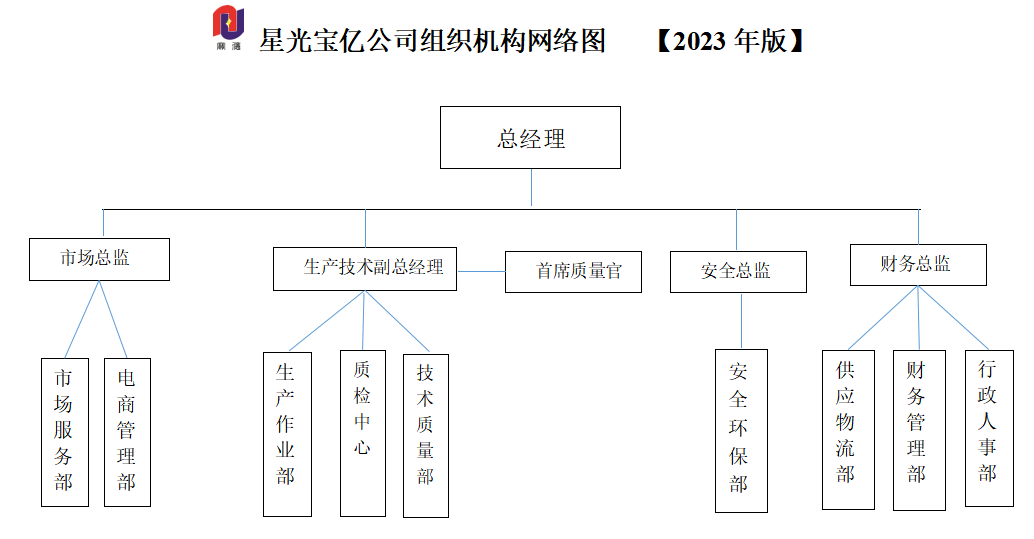 星光宝亿公司组织机构网络图 【2023 年版】
总经理
市场总监
生产技术副总经理
首席质量官
安全总监
财务总监
市场服务部
电商管理部
生产作业部
质检中心
技术质量部
安全环保部
供应物流部
财务管理部
行政人事部